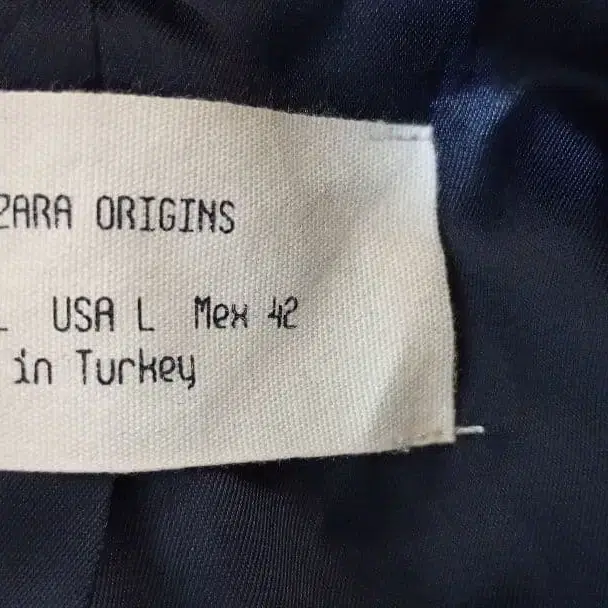 ZARA ORIGINS
L USA L Mex 42
in Turkey